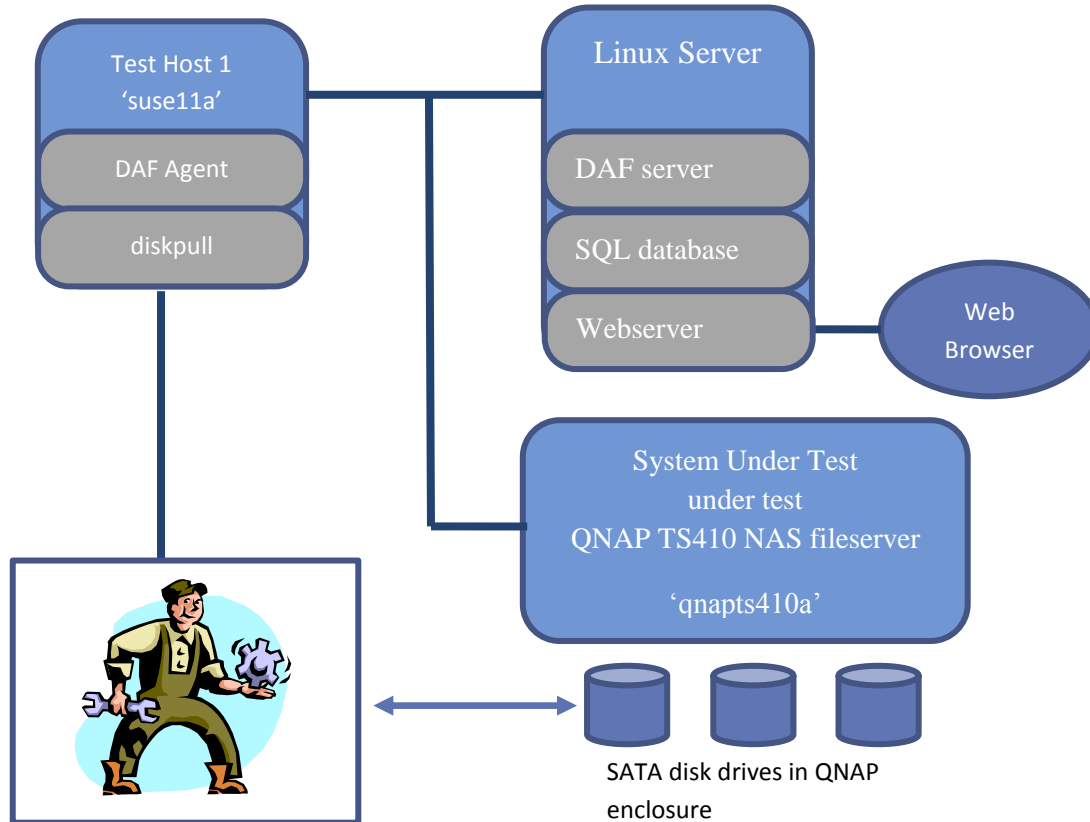 Test Host 1
‘suse11a’
DAF Agent
diskpull
Linux Server
DAF server
SQL database
Webserver
Web
Browser
System Under Test
under test
QNAP TS410 NAS fileserver
‘qnapts410a’
SATA disk drives in QNAP
enclosure